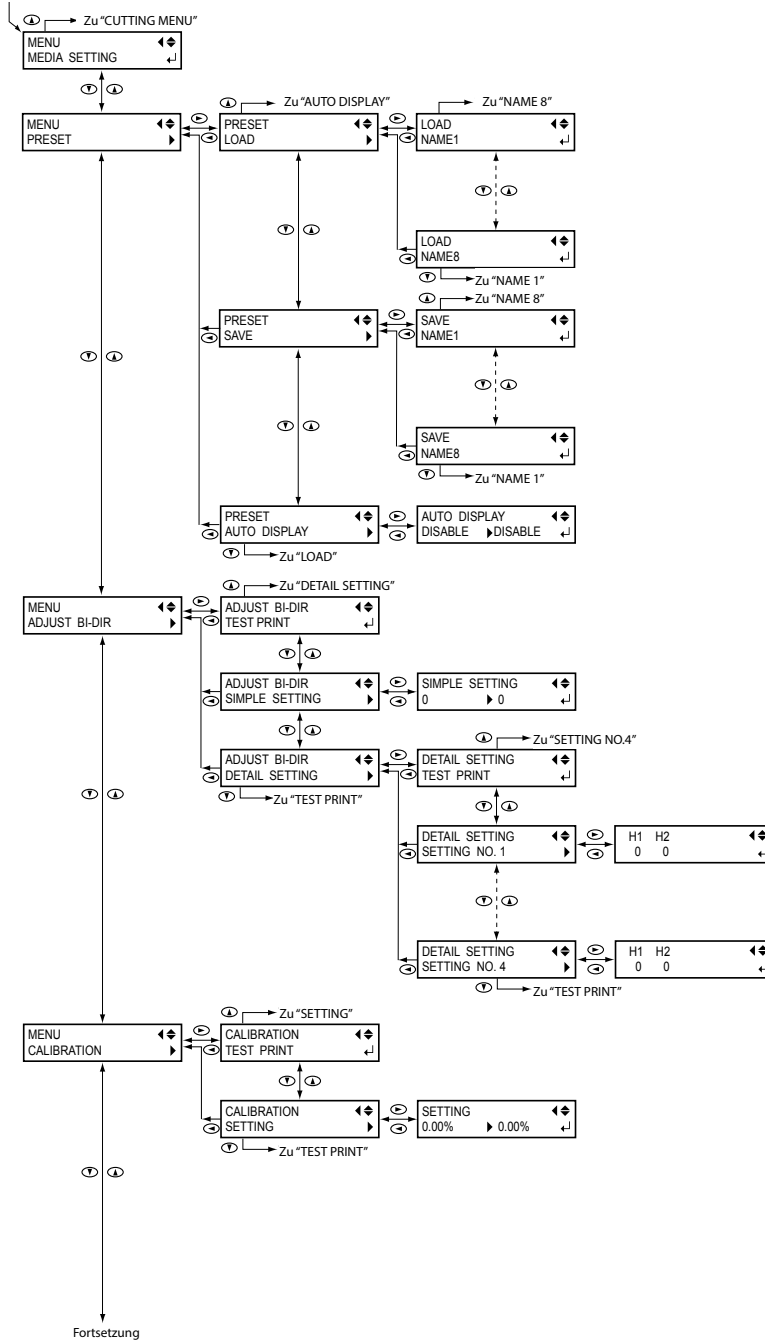 Zu "CUTTING MENU"
MENU
MEDIA SETTING
Zu "AUTO DISPLAY"
Zu "NAME 8"
MENU
PRESET
PRESET
LOAD
LOAD
NAME1
LOAD
NAME8
Zu "NAME 1"
Zu "NAME 8"
PRESET
SAVE
SAVE
NAME1
SAVE
NAME8
Zu "NAME 1"
PRESET
AUTO DISPLAY
AUTO DISPLAY
DISABLE DISABLE
Zu "LOAD"
Zu "DETAIL SETTING"
MENU
ADJUST BI-DIR
ADJUST BI-DIR
TEST PRINT
ADJUST BI-DIR
SIMPLE SETTING
SIMPLE SETTING
0 0
Zu "SETTING NO.4"
ADJUST BI-DIR
DETAIL SETTING
DETAIL SETTING
TEST PRINT
Zu "TEST PRINT"
DETAIL SETTING
SETTING NO. 1
H1 H2
0 0
DETAIL SETTING
SETTING NO. 4
H1 H2
0 0
Zu "TEST PRINT"
Zu "SETTING"
MENU
CALIBRATION
CALIBRATION
TEST PRINT
CALIBRATION
SETTING
SETTING
0.00% 0.00%
Zu "TEST PRINT"
Fortsetzung